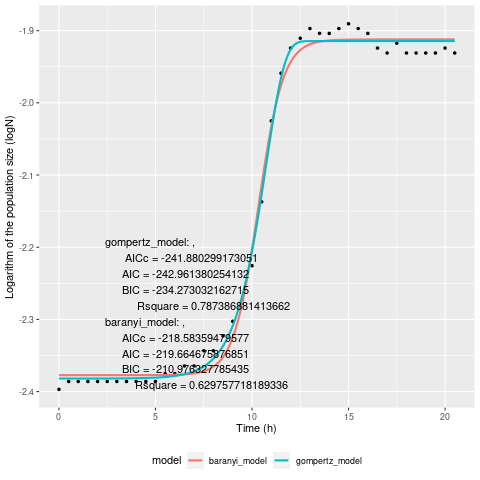 -1.9
-2.0
-2.1
-2.2
-2.3
-2.4
Logarithm of the population size (logN)
gompertz_model: ,
AICc = -241.880299173051
AIC = -242.961380254132
BIC = -234.273032162715
Rsquare = 0.787386881413662
baranyi_model: ,
AICc = -218.58359479577
AIC = -219.664675876851
BIC = -210.976327785435
Rsquare = 0.629757718189336
0 5 10 15 20
Time (h)
model baranyi_model gompertz_model